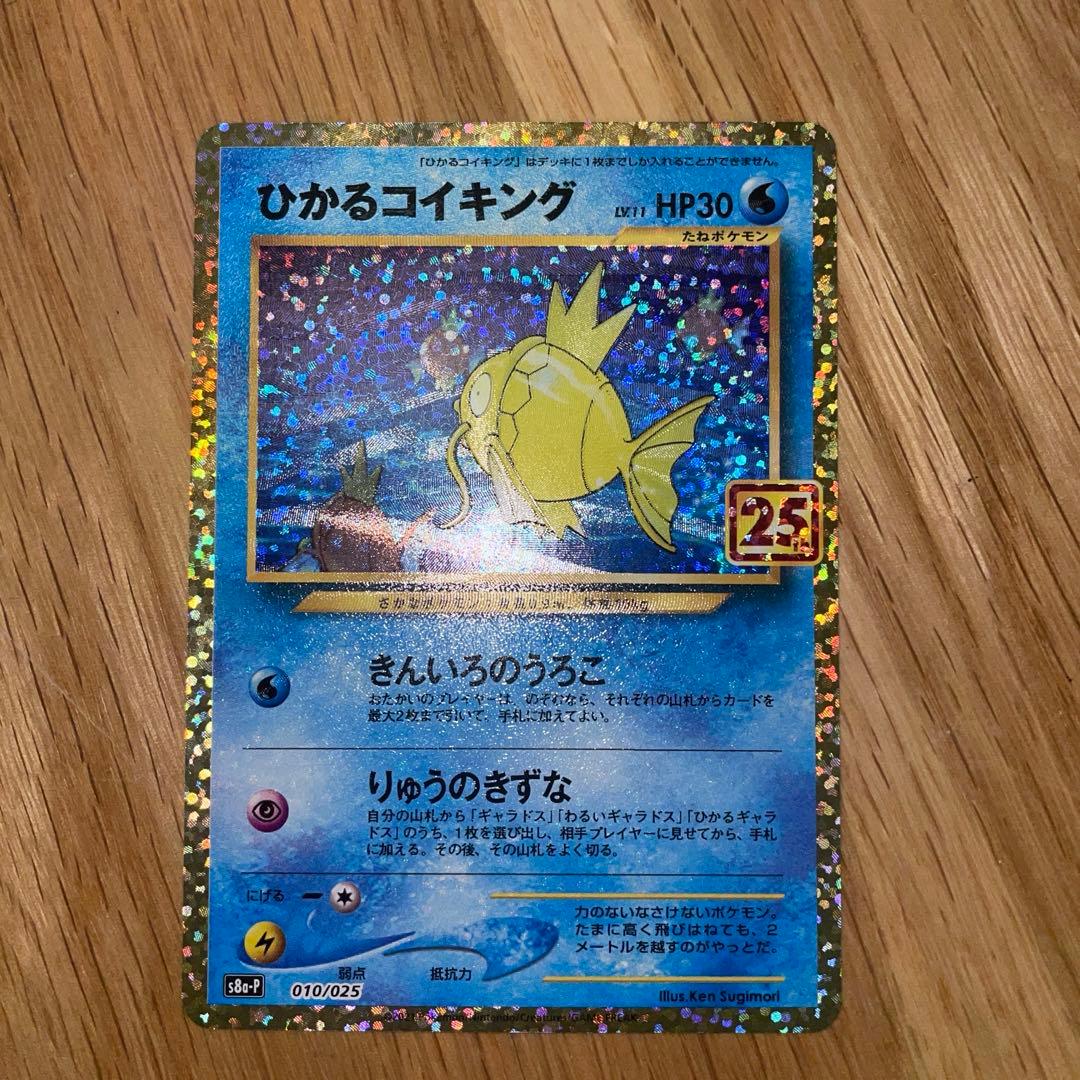 「ひかるコイキング」はデッキに1枚までしか入れることができません。
ひかるコイキング LV.11 HP30
たねポケモン
25
きんいろのうろこ
おたがいのプレイヤーは、のぞむなら、それぞれの山札からカードを
最大2枚まで引いて、手札に加えてよい。
りゅうのきずな
自分の山札から「ギャラドス」「わるいギャラドス」「ひかるギャラ
ドス」のうち、1枚を選び出し、相手プレイヤーに見せてから、手札
に加える。その後、その山札をよく切る。
にげる
弱点 抵抗力
力のないなさけないポケモン。
たまに高く飛びはねても、2
メートルを越すのがやっとだ。
s8a-P 010/025
Illus.Ken Sugimori